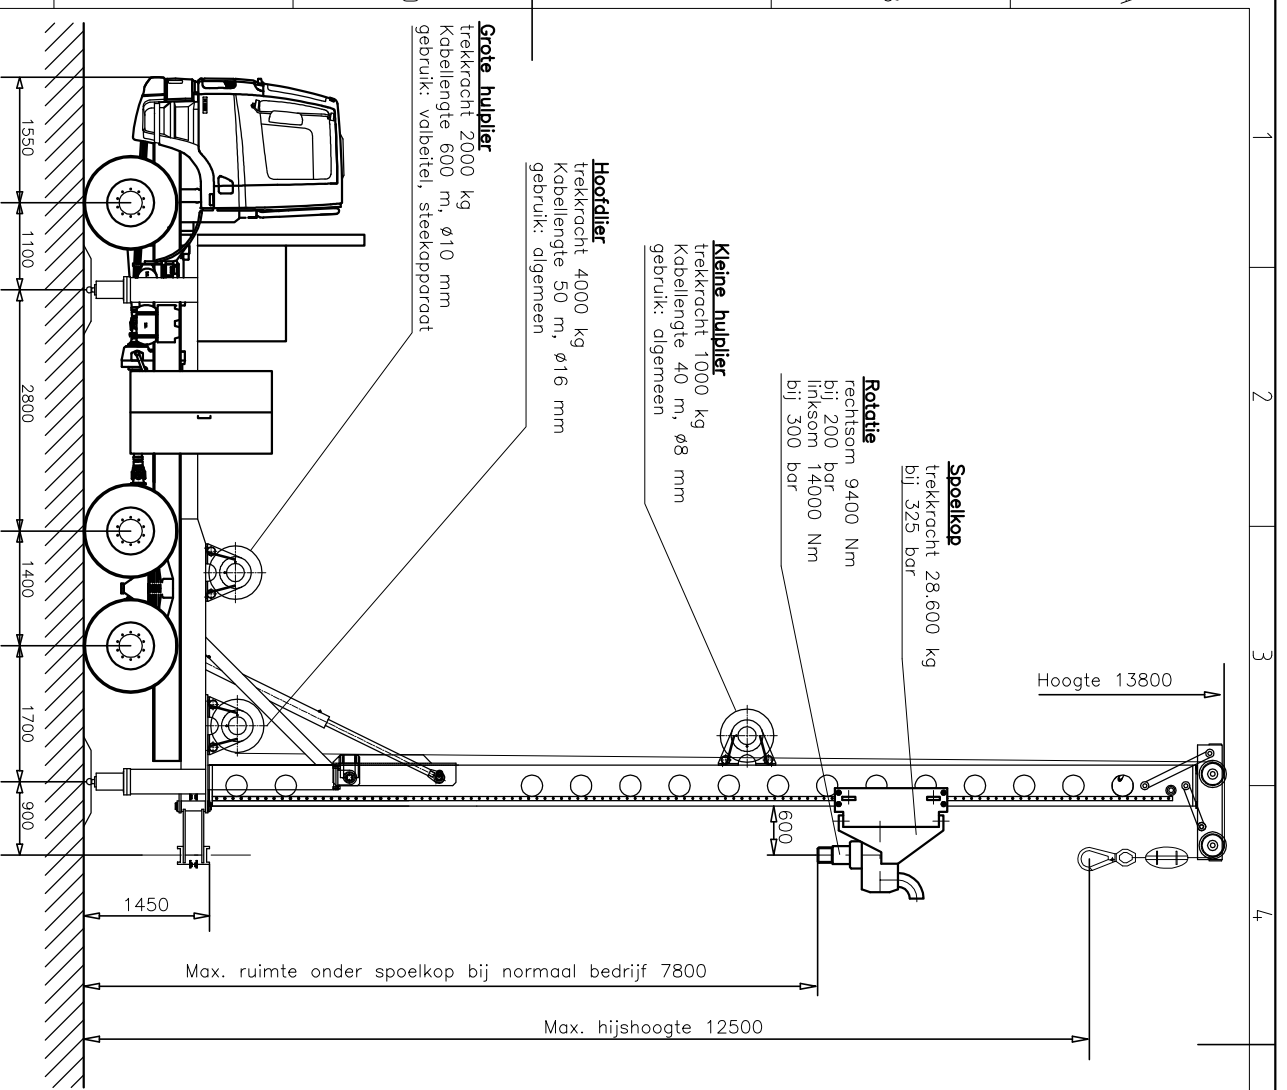 1
2
3
4
Grote hulplier
trekkracht 2000 kg
Kabellengte 600 m, ø10 mm
gebruik: valbeitel, steekapparaat
Hoofdlier
trekkracht 4000 kg
Kabellengte 50 m, ø16 mm
gebruik: algemeen
Kleine hulplier
trekkracht 1000 kg
Kabellengte 40 m, ø8 mm
gebruik: algemeen
Rotatie
rechtsom 9400 Nm
bij 200 bar
linksom 14000 Nm
bij 300 bar
Spoelkop
trekkracht 28.600 kg
bij 325 bar
Hoogte 13800
600
1450
Max. ruimte onder spoelkop bij normaal bedrijf 7800
Max. hijshoogte 12500
1550
1100
2800
1400
1700
900